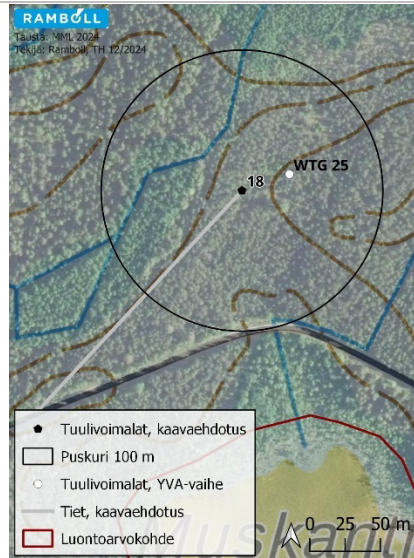 RAMBOLL
Tausta: MML 2024
Tekijä: Ramboll, TH 12/2024
WTG 25
18
Tuulivoimalat, kaavaehdotus
Puskuri 100 m
Tuulivoimalat, YVA-vaihe
Tiet, kaavaehdotus
Luontoarvokohde
0 25 50 m